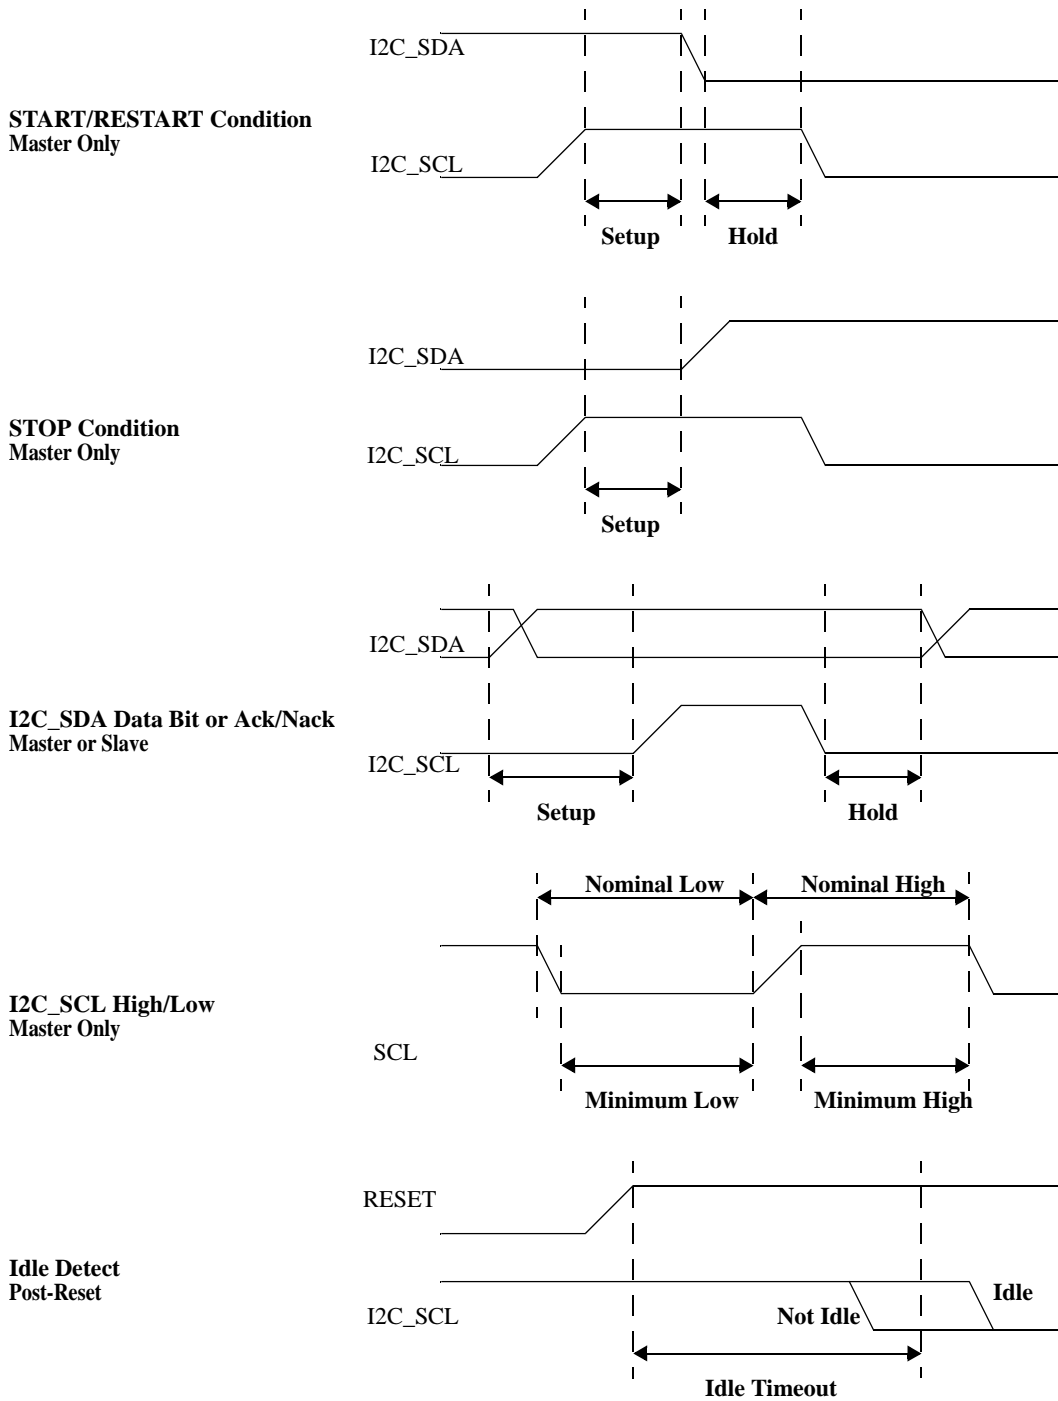 I2C_SDA
START/RESTART Condition
Master Only
I2C_SCL
Setup
Hold
I2C_SDA
STOP Condition
Master Only
I2C_SCL
Setup
I2C_SDA
I2C_SDA Data Bit or Ack/Nack
Master or Slave
I2C_SCL
Setup
Hold
Nominal Low
Nominal High
I2C_SCL High/Low
Master Only
SCL
Minimum Low
Minimum High
RESET
Idle Detect
Post-Reset
Idle
I2C_SCL
Not Idle
Idle Timeout